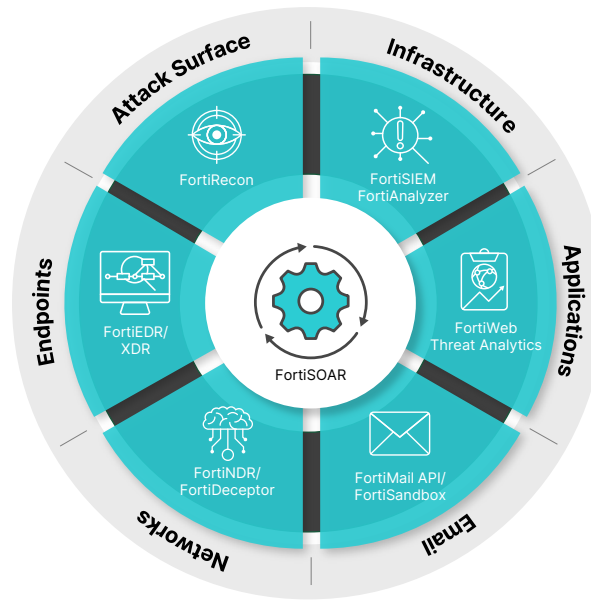 Attack Surface
Infrastructure
FortiRecon
FortiSIEM
FortiAnalyzer
Endpoints
Applications
FortiEDR/
XDR
FortiWeb
Threat Analytics
FortiSOAR
FortiNDR/
FortiDeceptor
FortiMail API/
FortiSandbox
Networks
Email